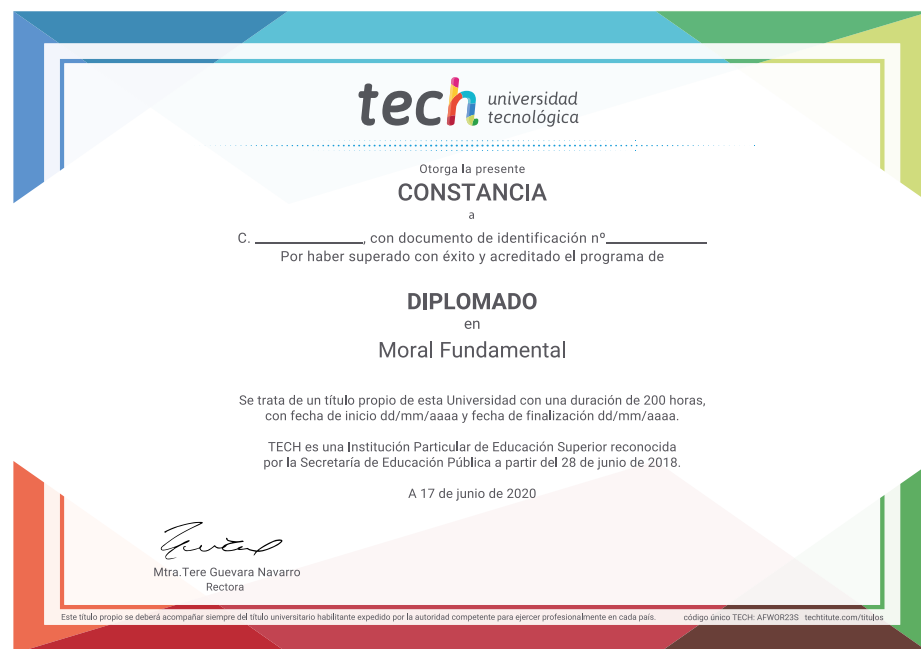 tech universidad
tecnológica
Otorga la presente
CONSTANCIA
a
C. ______________, con documento de identificación nº______________
Por haber superado con éxito y acreditado el programa de
DIPLOMADO
en
Moral Fundamental
Se trata de un título propio de esta Universidad con una duración de 200 horas,
con fecha de inicio dd/mm/aaaa y fecha de finalización dd/mm/aaaa.
TECH es una Institución Particular de Educación Superior reconocida
por la Secretaría de Educación Pública a partir del 28 de junio de 2018.
A 17 de junio de 2020
Mtra.Tere Guevara Navarro
Rectora
Este título propio se deberá acompañar siempre del título universitario habilitante expedido por la autoridad competente para ejercer profesionalmente en cada país. código único TECH: AFWOR23S techtitute.com/titulos